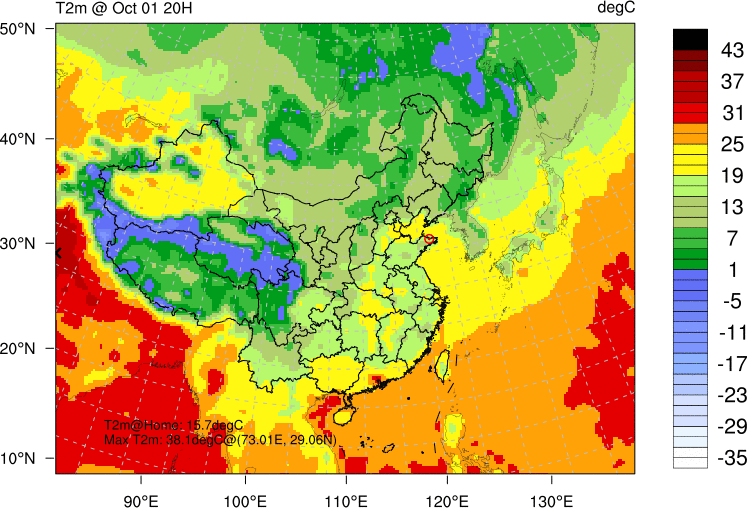 T2m @ Oct 01 20H
degC
50°N
40°N
30°N
20°N
10°N
T2m@Home: 15.7degC
Max T2m: 38.1degC@(73.01E, 29.06N)
90°E
100°E
110°E
120°E
130°E
43
37
31
25
19
13
7
1
-5
-11
-17
-23
-29
-35